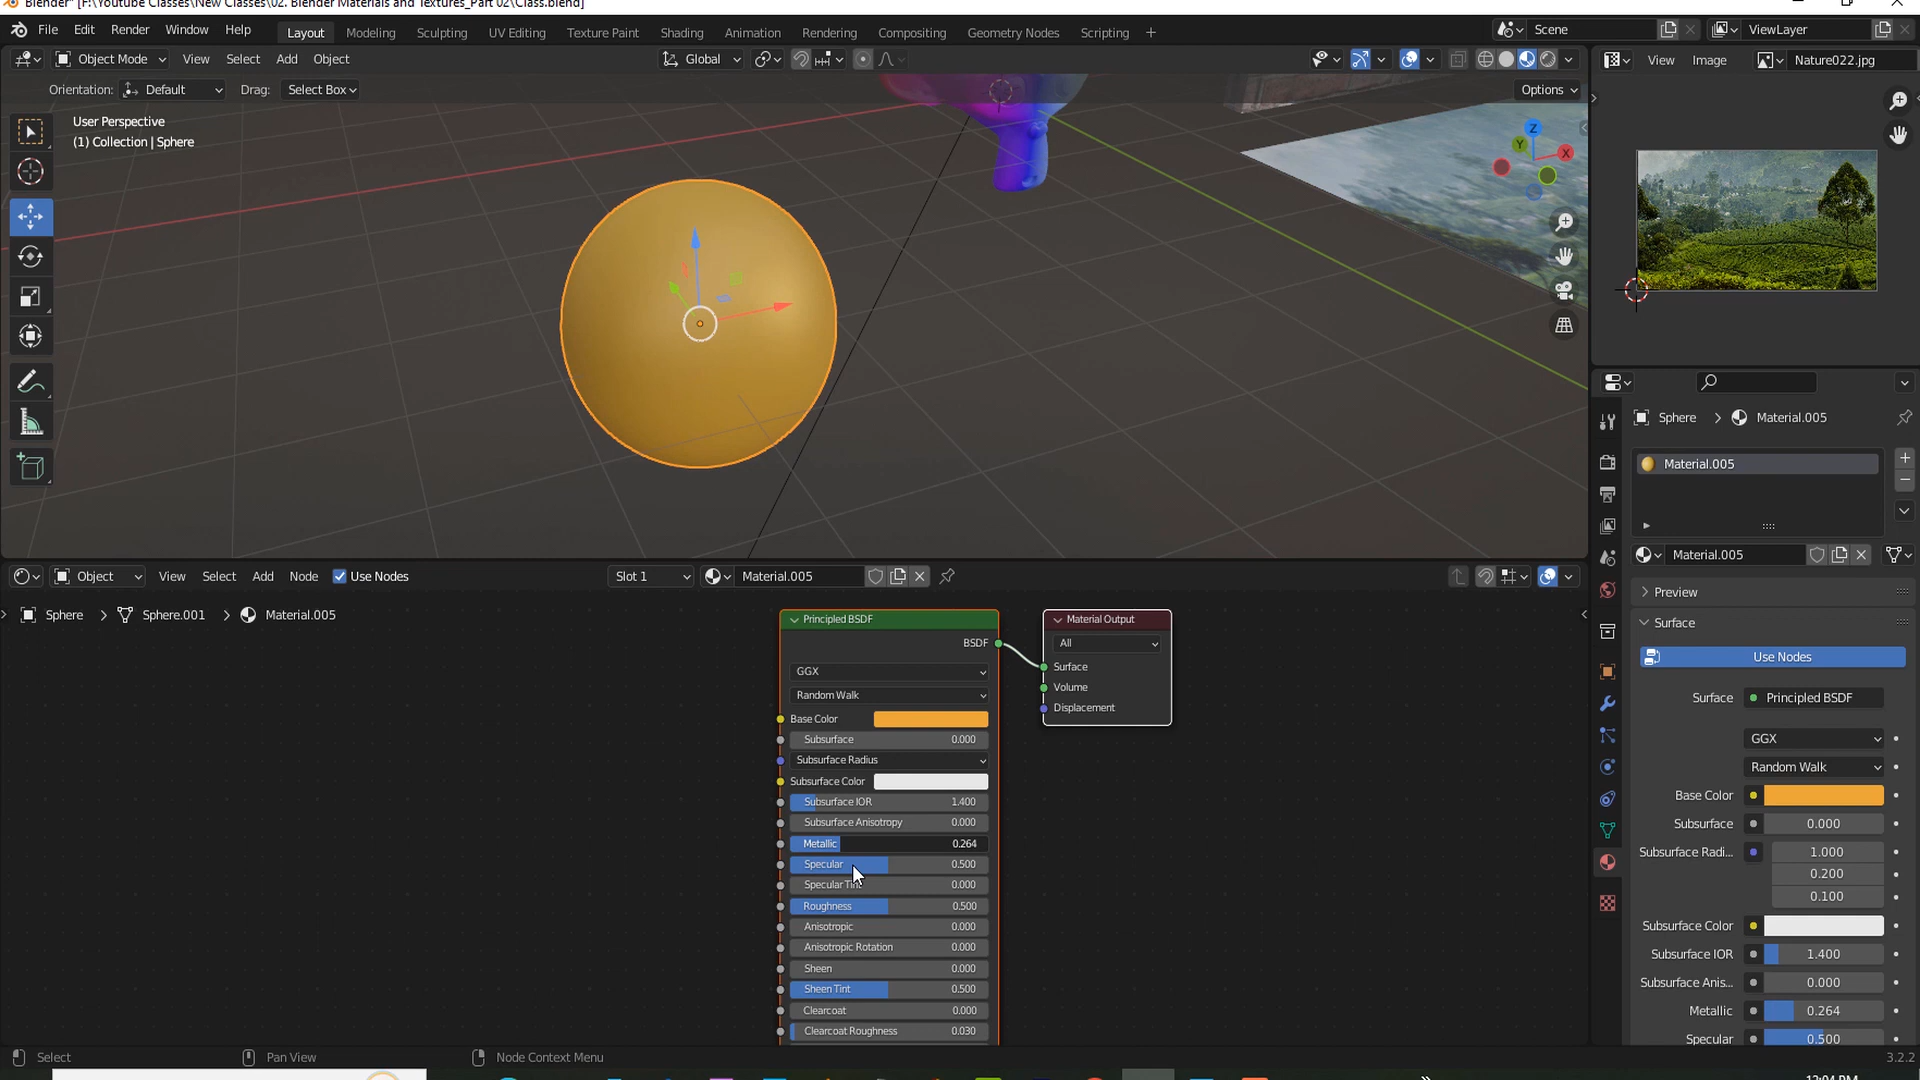 Blender* [F:\Youtube Classes\New Classes\02. Blender Materials and Textures_Part 02\Class.blend]
File Edit Render Window Help Layout Modeling Sculpting UV Editing Texture Paint Shading Animation Rendering Compositing Geometry Nodes Scripting + Scene ViewLayer
Object Mode View Select Add Object Global View Image Nature022.jpg
Orientation: Default Drag: Select Box Options
User Perspective
(1) Collection | Sphere
Z
Y
X
Sphere > Material.005
Material.005
Material.005
Preview
Surface
Use Nodes
Surface Principled BSDF
GGX
Random Walk
Base Color
Subsurface 0.000
Subsurface Radi... 1.000
0.200
0.100
Subsurface Color
Subsurface IOR 1.400
Subsurface Anis... 0.000
Metallic 0.264
Specular 0.500
Object View Select Add Node Use Nodes Slot 1 Material.005
Sphere > Sphere.001 > Material.005
Principled BSDF
BSDF
GGX
Random Walk
Base Color
Subsurface 0.000
Subsurface Radius
Subsurface Color
Subsurface IOR 1.400
Subsurface Anisotropy 0.000
Metallic 0.264
Specular 0.500
Specular Tint 0.000
Roughness 0.500
Anisotropic 0.000
Anisotropic Rotation 0.000
Sheen 0.000
Sheen Tint 0.500
Clearcoat 0.000
Clearcoat Roughness 0.030
Material Output
All
Surface
Volume
Displacement
Select Pan View Node Context Menu 3.2.2
12:04 PM